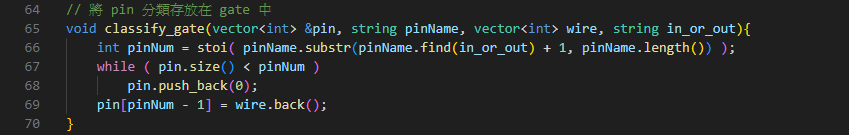 64 // 將 pin 分類存放在 gate 中
65 void classify_gate(vector<int> &pin, string pinName, vector<int> wire, string in_or_out){
66     int pinNum = stoi( pinName.substr(pinName.find(in_or_out) + 1, pinName.length()) );
67     while ( pin.size() < pinNum )
68         pin.push_back(0);
69     pin[pinNum - 1] = wire.back();
70 }